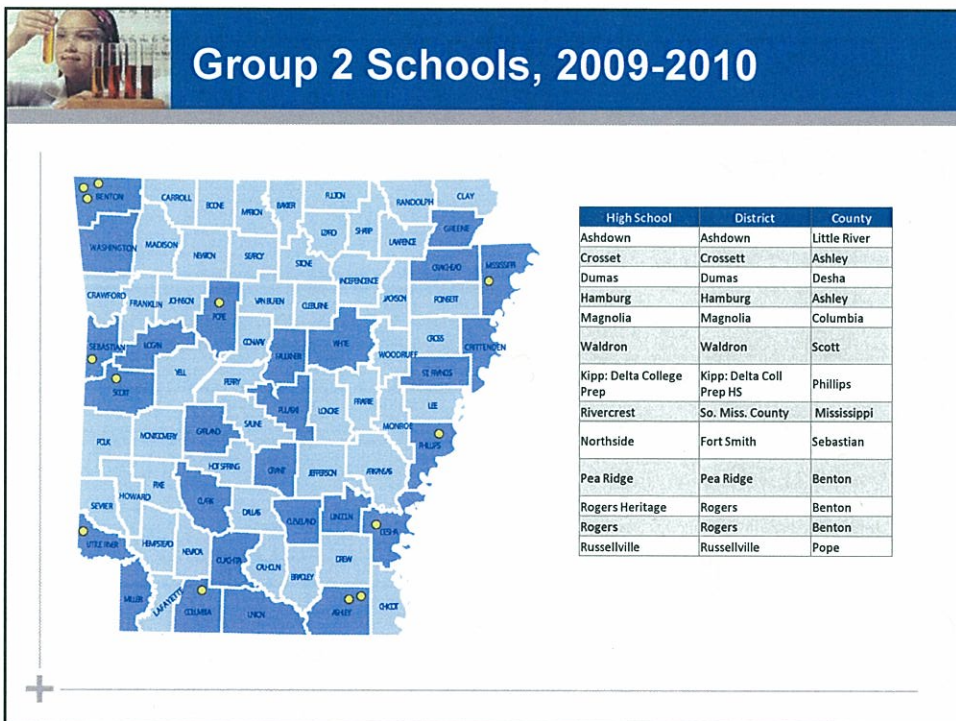 Group 2 Schools, 2009-2010
BENTON
CARROLL
BOONE
MARION
BAXER
FULTON
RANDOLPH
CLAY
WASHINGTON
MADISON
NEWTON
SEARCY
STONE
IZARD
SHARP
LAWRENCE
GREENE
INDEPENDENCE
CRAIGHEAD
MISSISSIPPI
CRAWFORD
FRANKLIN
JOHNSON
POPE
VAN BUREN
CLEBURNE
JACKSON
POINSETT
SEBASTIAN
LOGAN
CONWAY
FAULKNER
WHITE
WOODRUFF
CROSS
CRITTENDEN
ST. FRANCIS
SCOTT
YELL
PERRY
PULASKI
LONOKE
PRAIRIE
LEE
MONROE
PHILLIPS
POLK
MONTGOMERY
GARLAND
SALINE
HOT SPRING
GRANT
JEFFERSON
ARKANSAS
SEVIER
HOWARD
PIKE
CLARK
DALLAS
CLEVELAND
LINCOLN
DESHA
LITTLE RIVER
HEMPSTEAD
NEVADA
OUACHITA
CALHOUN
BRADLEY
DREW
MILLER
LAFAYETTE
COLUMBIA
UNION
ASHLEY
CHICOT
High School District County
Ashdown Ashdown Little River
Crosset Crossett Ashley
Dumas Dumas Desha
Hamburg Hamburg Ashley
Magnolia Magnolia Columbia
Waldron Waldron Scott
Kipp: Delta College Kipp: Delta Coll Phillips
Prep Prep HS
Rivercrest So. Miss. County Mississippi
Northside Fort Smith Sebastian
Pea Ridge Pea Ridge Benton
Rogers Heritage Rogers Benton
Rogers Rogers Benton
Russellville Russellville Pope